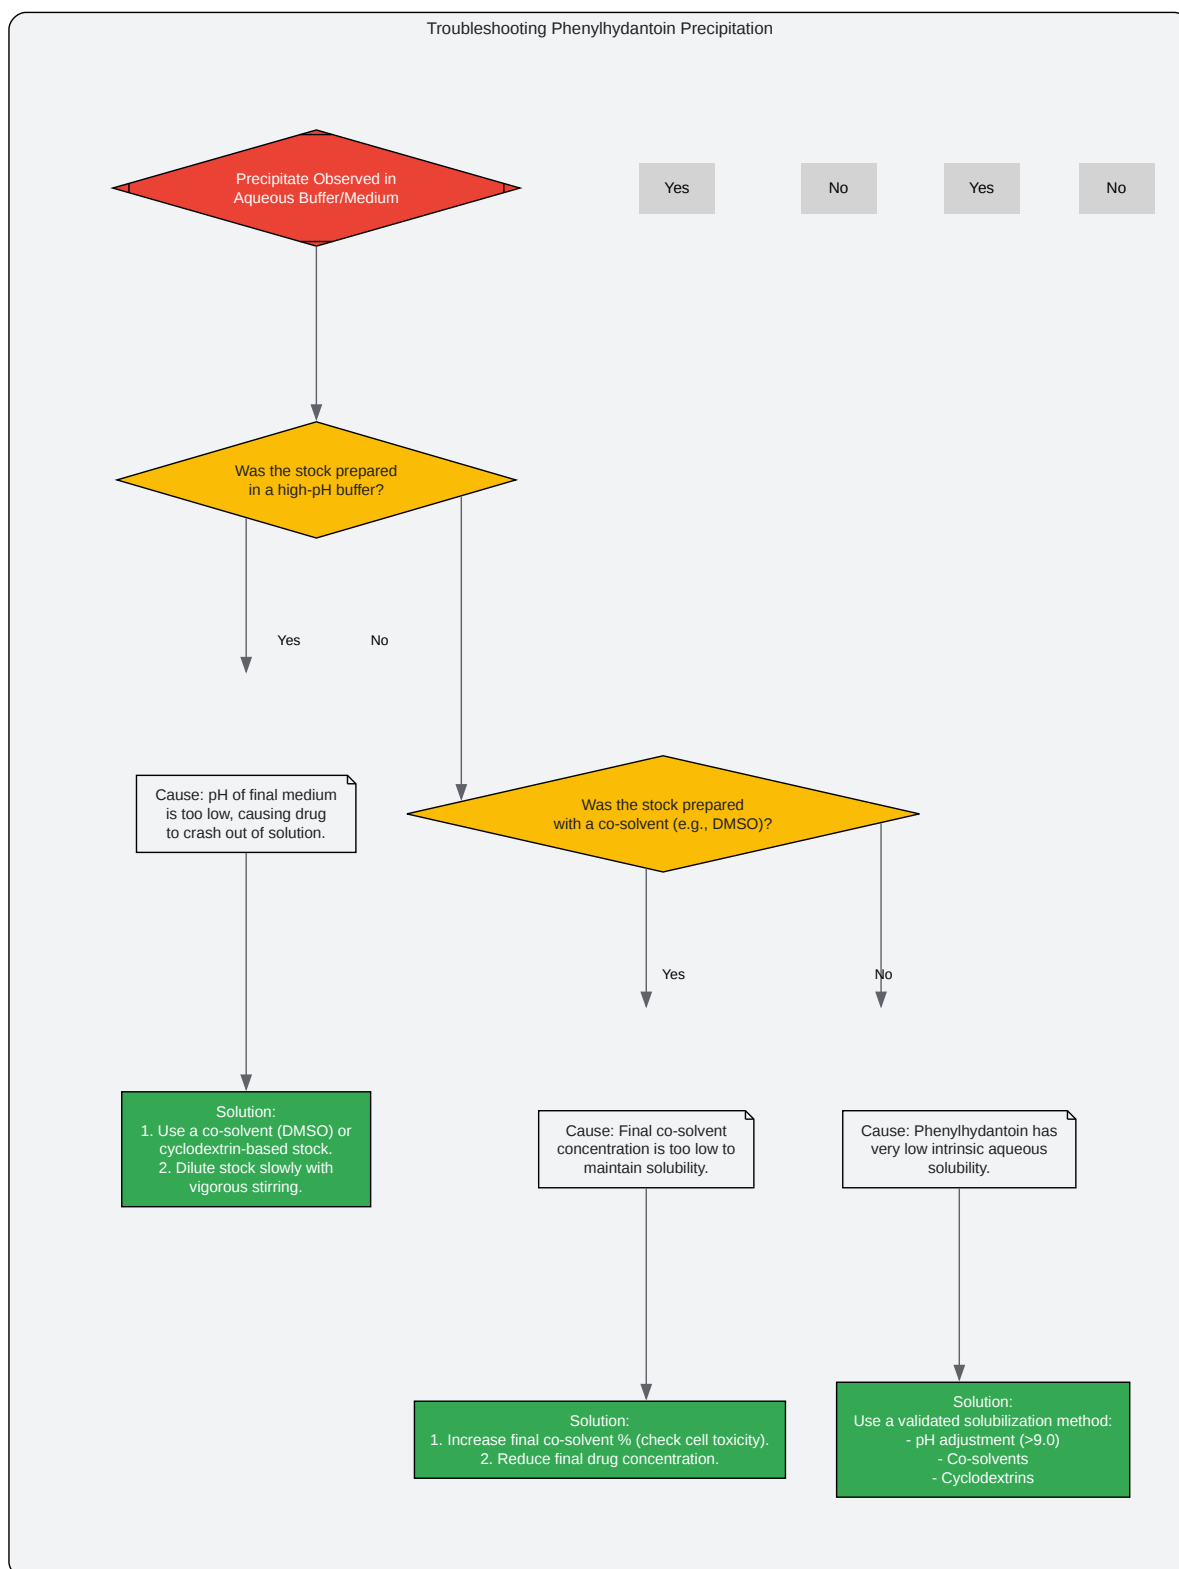 Troubleshooting Phenylhydantoin Precipitation
Precipitate Observed in
Aqueous Buffer/Medium
Yes
No
Yes
No
Was the stock prepared
in a high-pH buffer?
Yes
No
Cause: pH of final medium
is too low, causing drug
to crash out of solution.
Was the stock prepared
with a co-solvent (e.g., DMSO)?
Yes
No
Solution:
1. Use a co-solvent (DMSO) or
cyclodextrin-based stock.
2. Dilute stock slowly with
vigorous stirring.
Cause: Final co-solvent
concentration is too low to
maintain solubility.
Cause: Phenylhydantoin has
very low intrinsic aqueous
solubility.
Solution:
1. Increase final co-solvent % (check cell toxicity).
2. Reduce final drug concentration.
Solution:
Use a validated solubilization method:
- pH adjustment (>9.0)
- Co-solvents
- Cyclodextrins